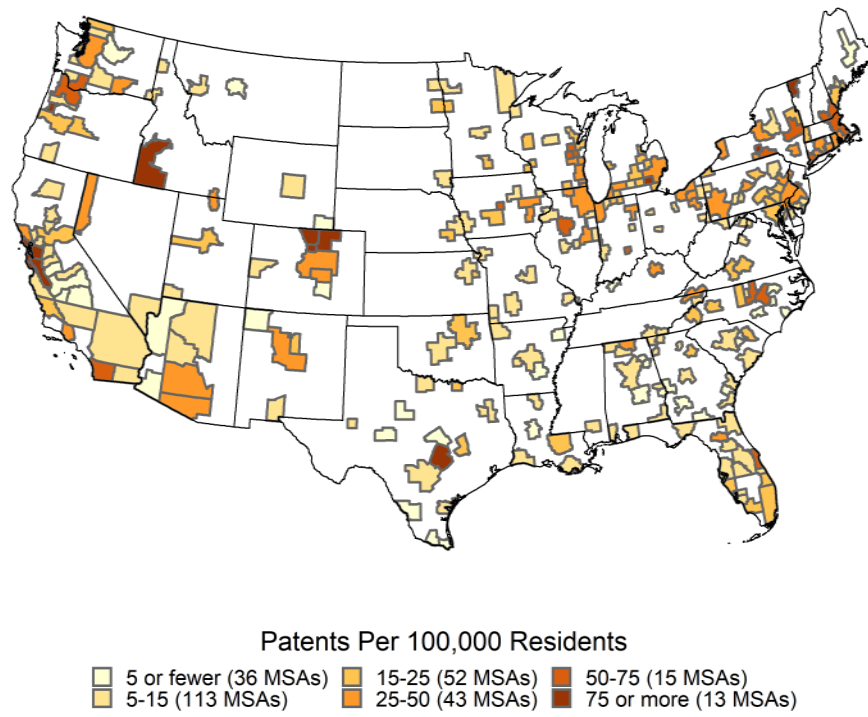 Patents Per 100,000 Residents
5 or fewer (36 MSAs) 15-25 (52 MSAs) 50-75 (15 MSAs)
5-15 (113 MSAs) 25-50 (43 MSAs) 75 or more (13 MSAs)